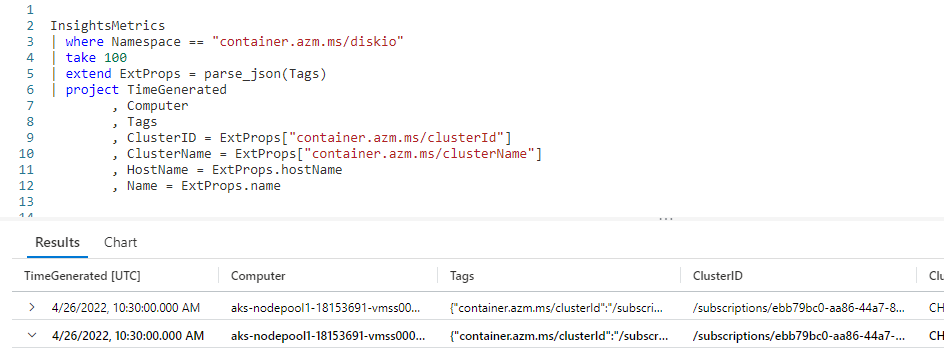 1
2 InsightsMetrics
3 | where Namespace == "container.azm.ms/diskio"
4 | take 100
5 | extend ExtProps = parse_json(Tags)
6 | project TimeGenerated
7 , Computer
8 , Tags
9 , ClusterID = ExtProps["container.azm.ms/clusterId"]
10 , ClusterName = ExtProps["container.azm.ms/clusterName"]
11 , HostName = ExtProps.hostName
12 , Name = ExtProps.name
13
14
...
Results Chart
TimeGenerated [UTC] Computer Tags ClusterID Clu
4/26/2022, 10:30:00.000 AM aks-nodepool1-18153691-vmss00... {"container.azm.ms/clusterId":"/subscri... /subscriptions/ebb79bc0-aa86-44a7-8... CH
4/26/2022, 10:30:00.000 AM aks-nodepool1-18153691-vmss000... {"container.azm.ms/clusterId":"/subscr... /subscriptions/ebb79bc0-aa86-44a7-... CH